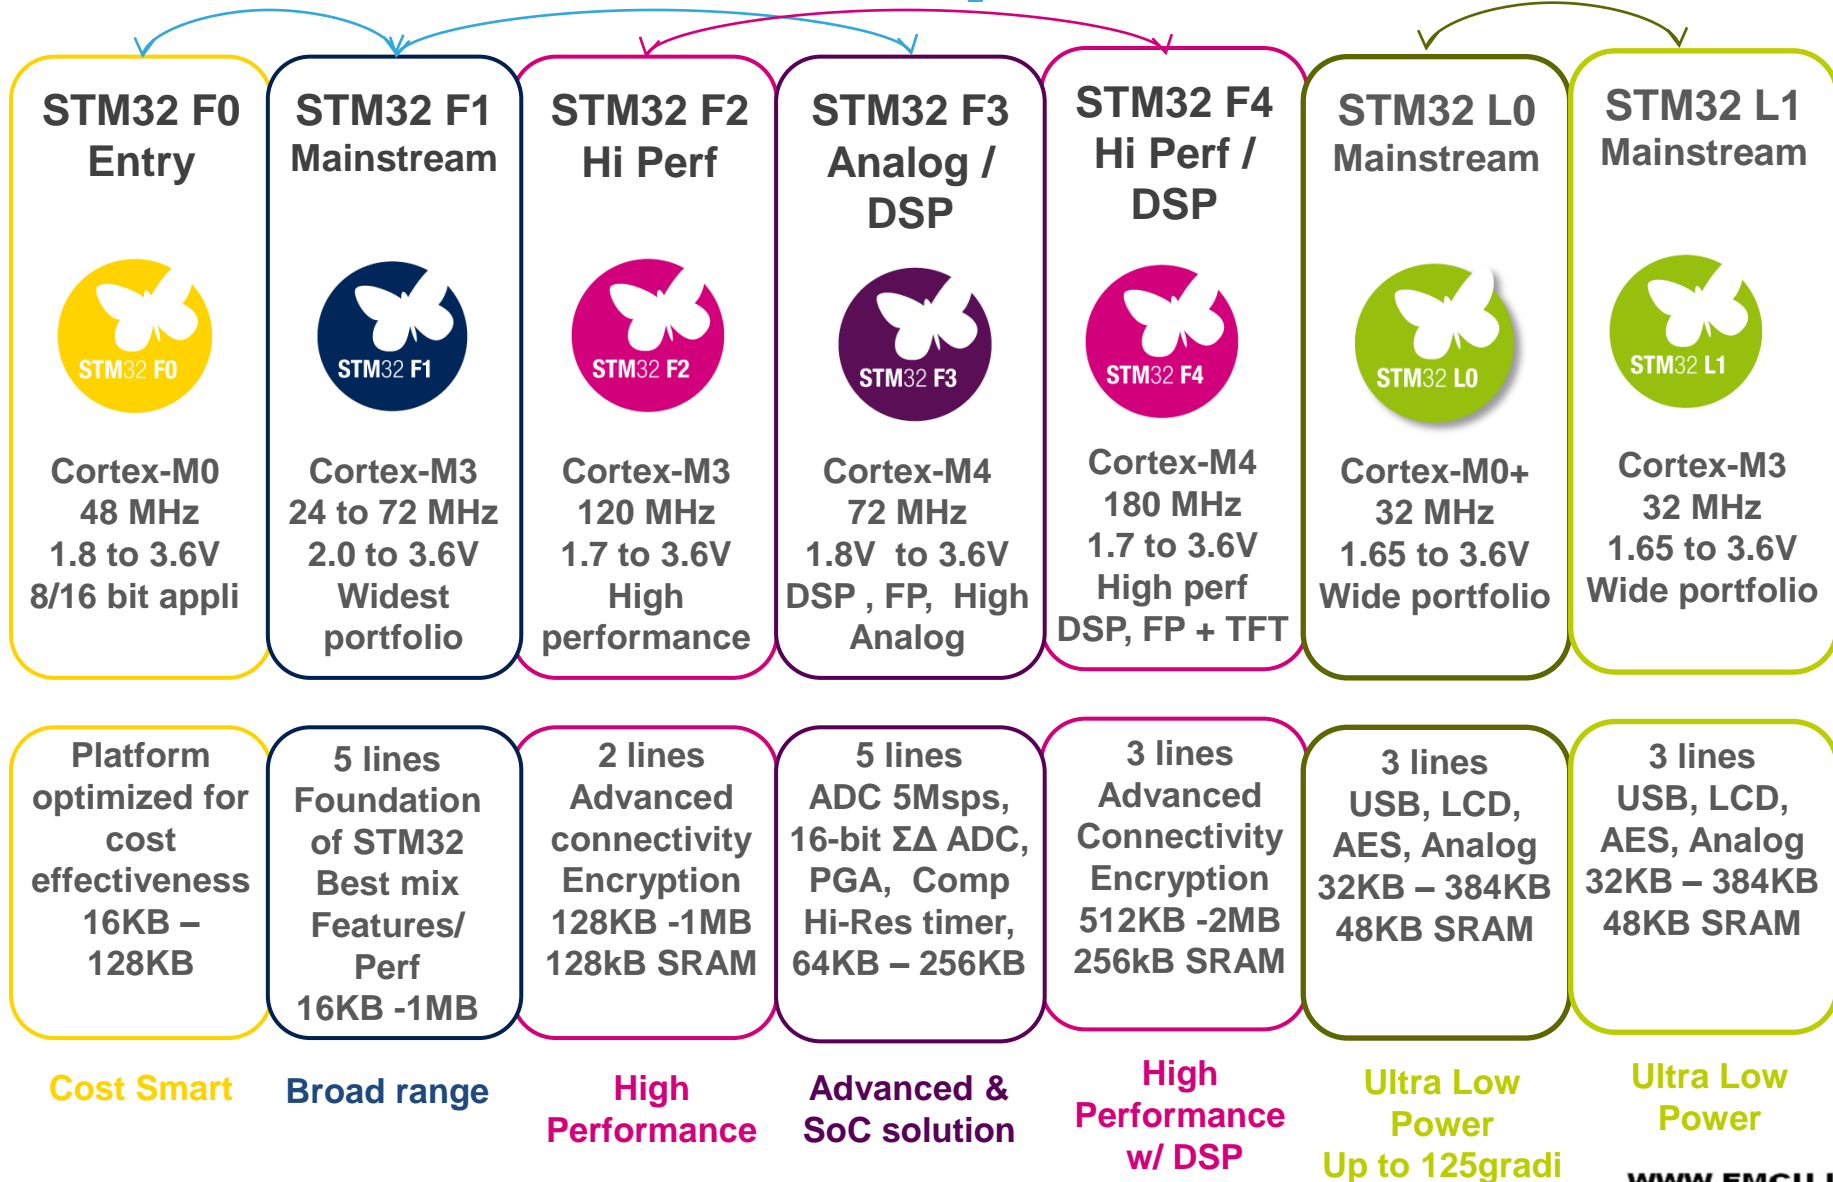 STM32 F0
Entry
STM32 F0
Cortex-M0
48 MHz
1.8 to 3.6V
8/16 bit appli
STM32 F1
Mainstream
STM32 F1
Cortex-M3
24 to 72 MHz
2.0 to 3.6V
Widest
portfolio
STM32 F2
Hi Perf
STM32 F2
Cortex-M3
120 MHz
1.7 to 3.6V
High
performance
STM32 F3
Analog /
DSP
STM32 F3
Cortex-M4
72 MHz
1.8V to 3.6V
DSP , FP, High
Analog
STM32 F4
Hi Perf /
DSP
STM32 F4
Cortex-M4
180 MHz
1.7 to 3.6V
High perf
DSP, FP + TFT
STM32 L0
Mainstream
STM32 L0
Cortex-M0+
32 MHz
1.65 to 3.6V
Wide portfolio
STM32 L1
Mainstream
STM32 L1
Cortex-M3
32 MHz
1.65 to 3.6V
Wide portfolio
Platform
optimized for
cost
effectiveness
16KB –
128KB
5 lines
Foundation
of STM32
Best mix
Features/
Perf
16KB -1MB
2 lines
Advanced
connectivity
Encryption
128KB -1MB
128kB SRAM
5 lines
ADC 5Msps,
16-bit ΣΔ ADC,
PGA, Comp
Hi-Res timer,
64KB – 256KB
3 lines
Advanced
Connectivity
Encryption
512KB -2MB
256kB SRAM
3 lines
USB, LCD,
AES, Analog
32KB – 384KB
48KB SRAM
3 lines
USB, LCD,
AES, Analog
32KB – 384KB
48KB SRAM
Cost Smart
Broad range
High
Performance
Advanced &
SoC solution
High
Performance
w/ DSP
Ultra Low
Power
Up to 125gradi
Ultra Low
Power